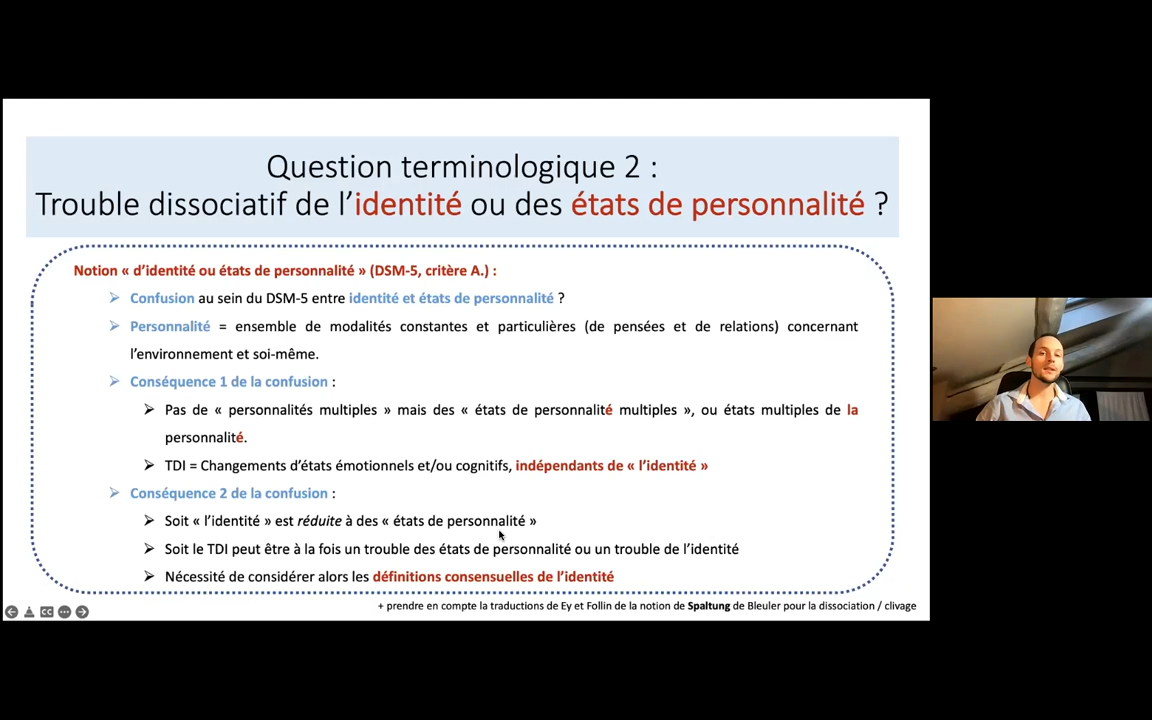 Question terminologique 2 :
Trouble dissociatif de l'identité ou des états de personnalité ?
Notion « d'identité ou états de personnalité » (DSM-5, critère A.) :
Confusion au sein du DSM-5 entre identité et états de personnalité ?
Personnalité = ensemble de modalités constantes et particulières (de pensées et de relations) concernant
l'environnement et soi-même.
Conséquence 1 de la confusion :
Pas de « personnalités multiples » mais des « états de personnalité multiples », ou états multiples de la
personnalité.
TDI = Changements d'états émotionnels et/ou cognitifs, indépendants de « l'identité »
Conséquence 2 de la confusion :
Soit « l'identité » est réduite à des « états de personnalité »
Soit le TDI peut être à la fois un trouble des états de personnalité ou un trouble de l'identité
Nécessité de considérer alors les définitions consensuelles de l'identité
+ prendre en compte la traductions de Ey et Follin de la notion de Spaltung de Bleuler pour la dissociation / clivage
CC